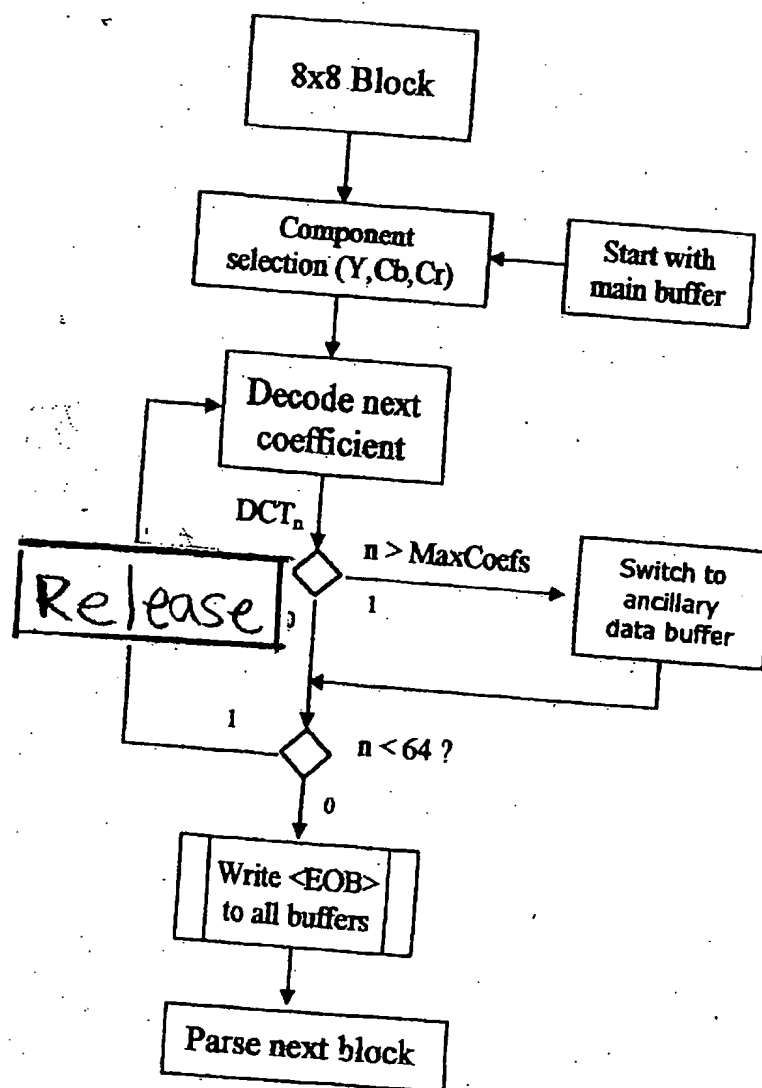 8x8 Block
Component
selection (Y,Cb,Cr)
Start with
main buffer
Decode next
coefficient
DCTn
n > MaxCoefs
Switch to
ancillary
data buffer
Release
0
1
1
n < 64 ?
0
Write <EOB>
to all buffers
Parse next block